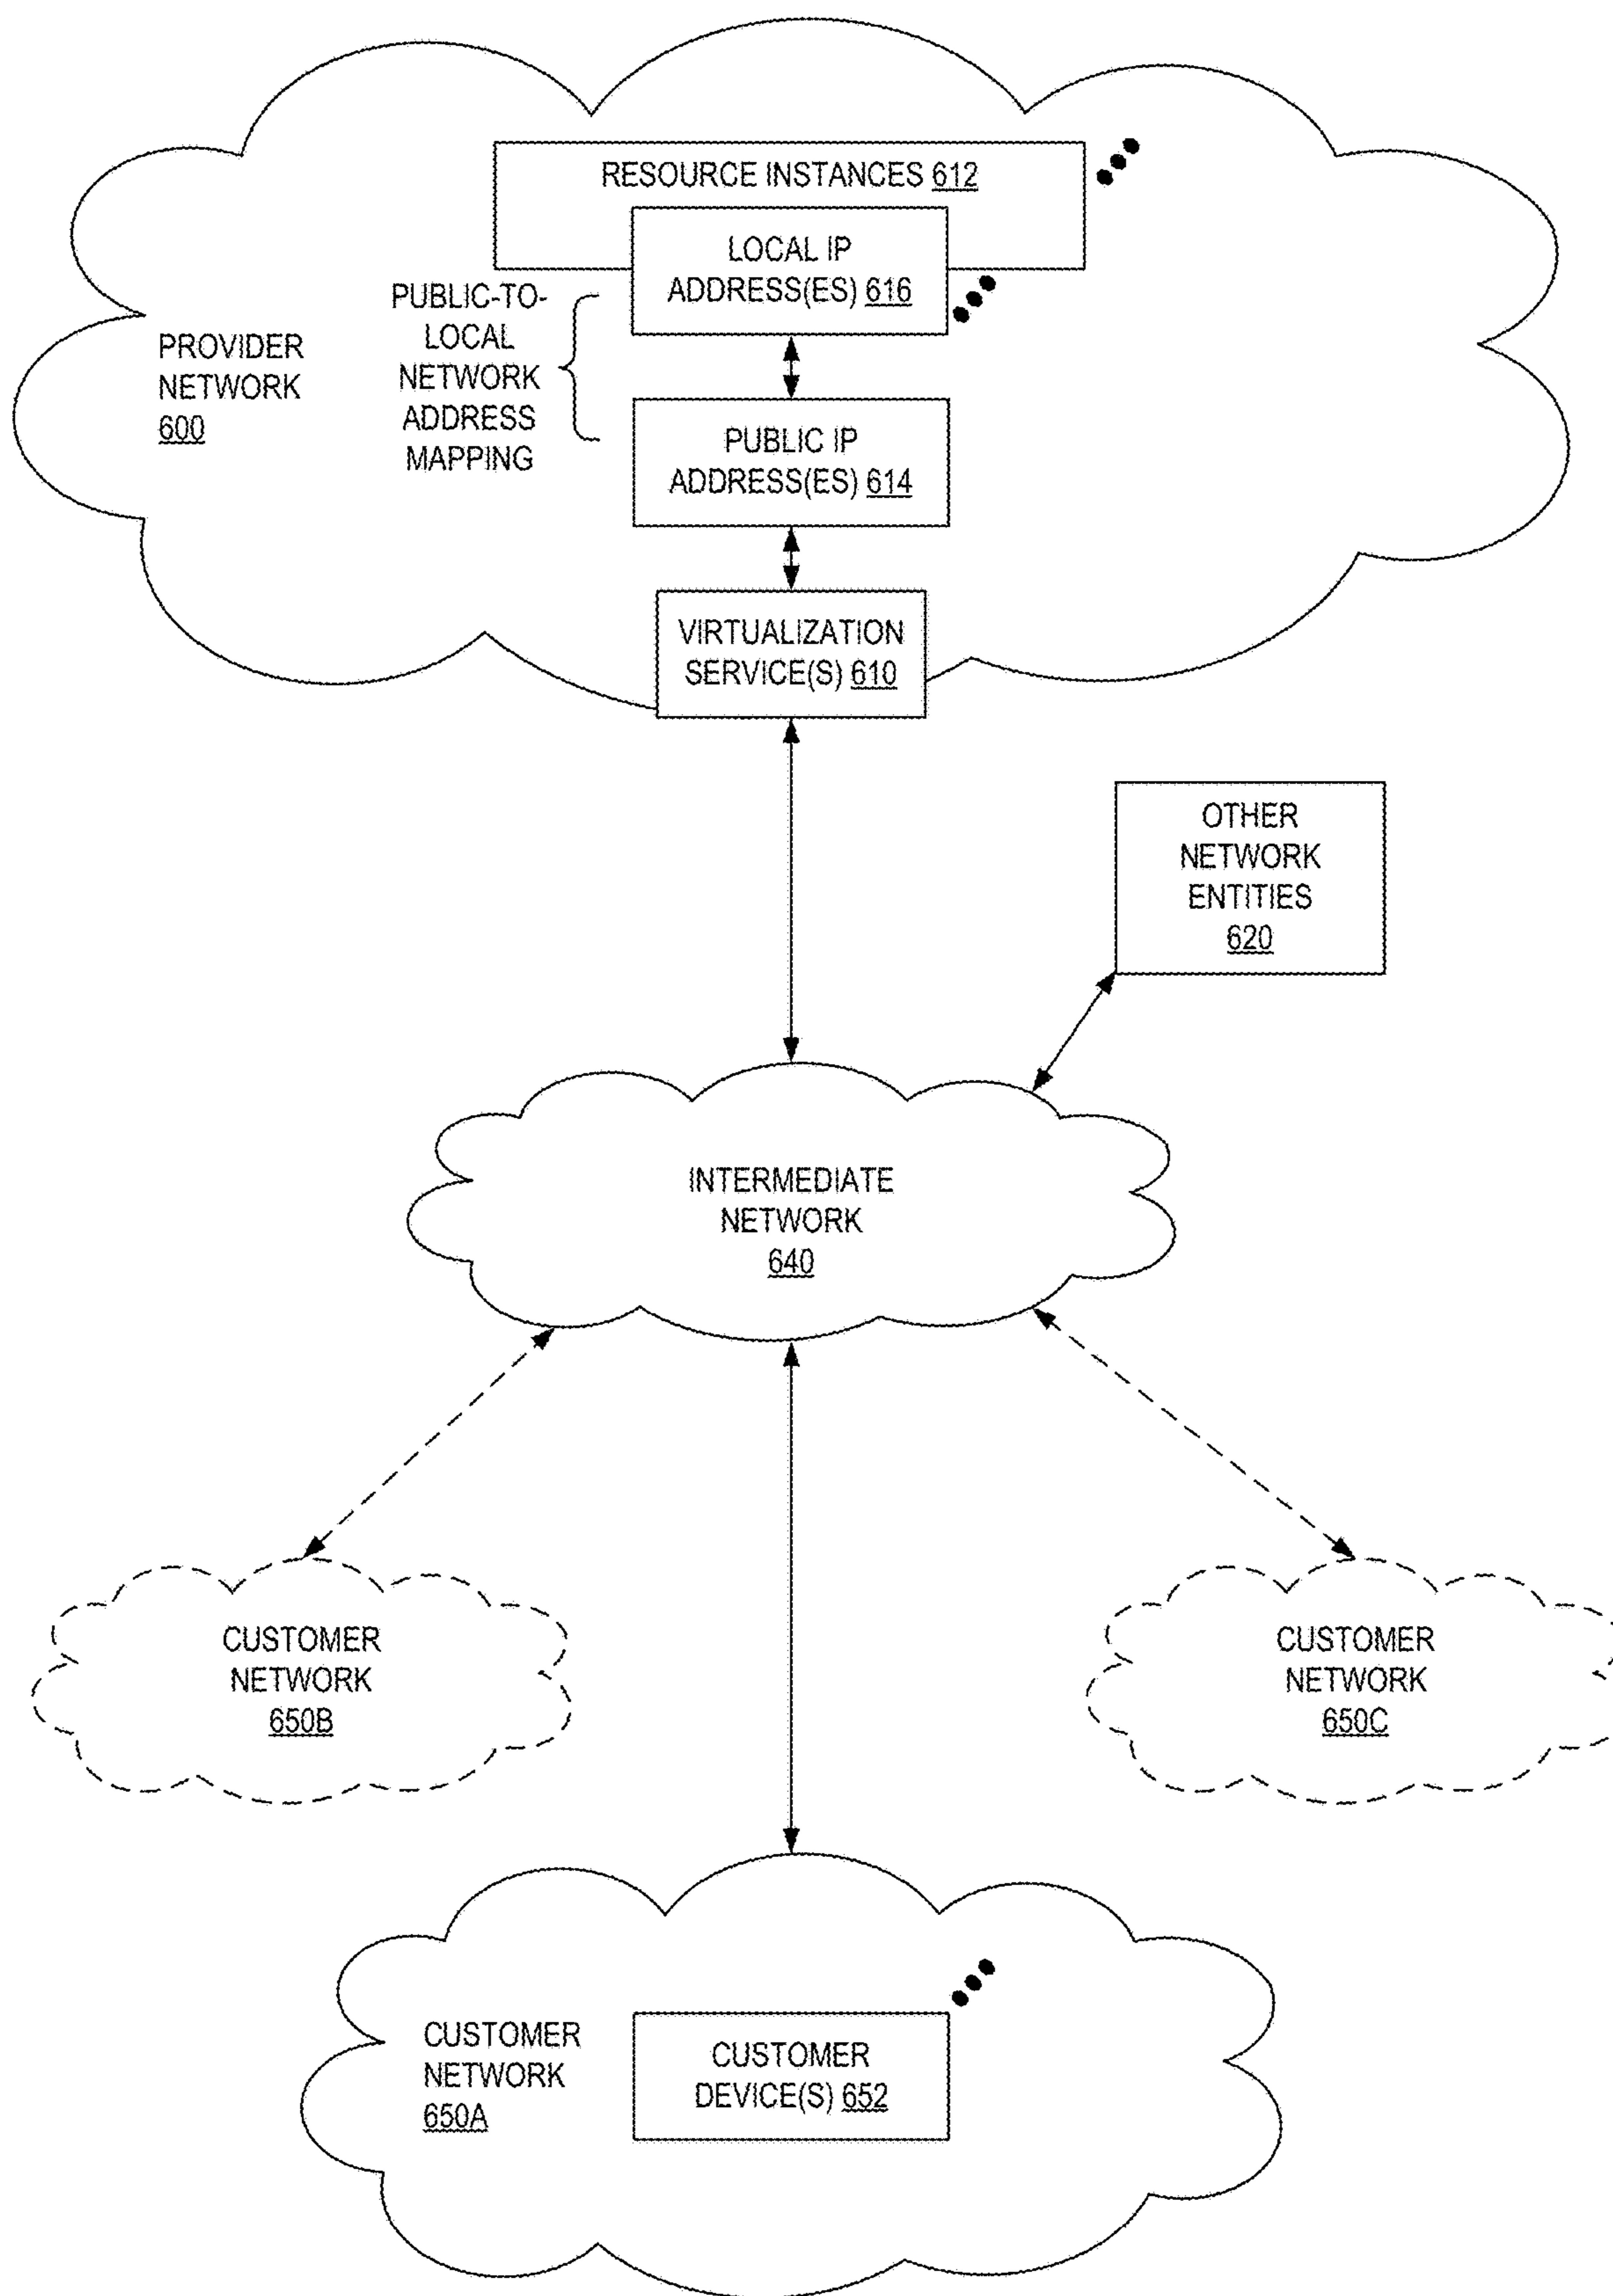 RESOURCE INSTANCES 612
LOCAL IP
ADDRESS(ES) 616
PUBLIC-TO-
LOCAL
NETWORK
ADDRESS
MAPPING
PROVIDER
NETWORK
600
PUBLIC IP
ADDRESS(ES) 614
VIRTUALIZATION
SERVICE(S) 610
OTHER
NETWORK
ENTITIES
620
INTERMEDIATE
NETWORK
640
CUSTOMER
NETWORK
650B
CUSTOMER
NETWORK
650C
CUSTOMER
NETWORK
650A
CUSTOMER
DEVICE(S) 652